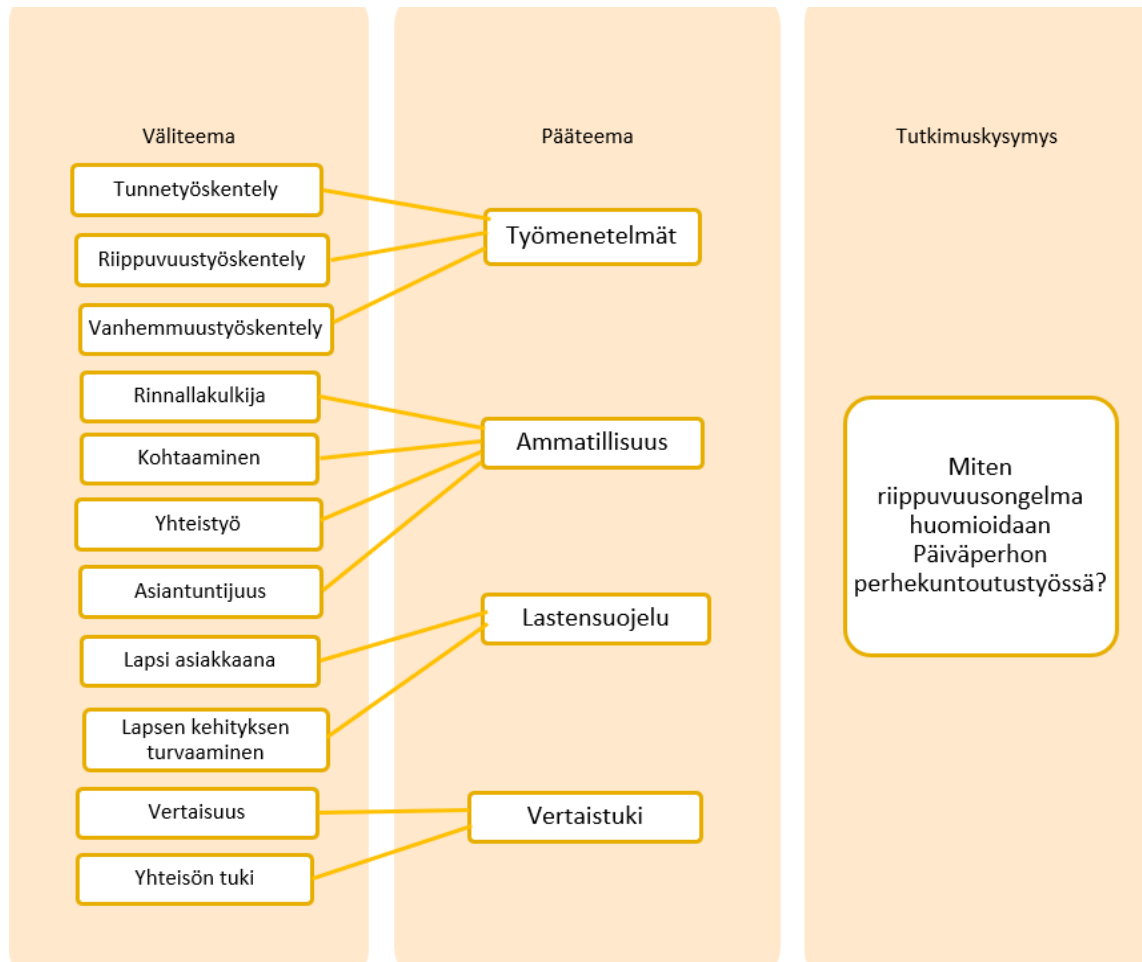 Väliteema
Tunnetyöskentely
Riippuvuustyöskentely
Vanhemmuustyöskentely
Rinnallakulkija
Kohtaaminen
Yhteistyö
Asiantuntijuus
Lapsi asiakkaana
Lapsen kehityksen
turvaaminen
Vertaisuus
Yhteisön tuki
Pääteema
Työmenetelmät
Ammatillisuus
Lastensuojelu
Vertaistuki
Tutkimuskysymys
Miten
riippuvuusongelma
huomioidaan
Päiväperhon
perhekuntoutustyössä?